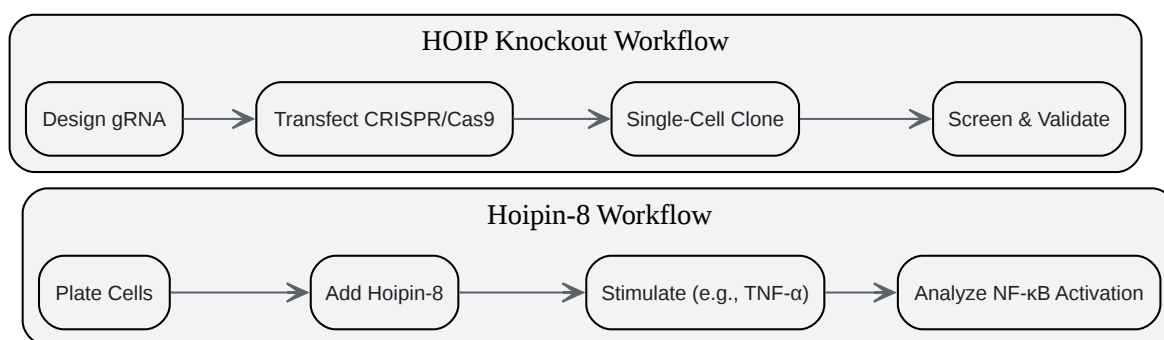 HOIP Knockout Workflow
Design gRNA
Transfect CRISPR/Cas9
Single-Cell Clone
Screen & Validate
Hoipin-8 Workflow
Plate Cells
Add Hoipin-8
Stimulate (e.g., TNF-α)
Analyze NF-κB Activation